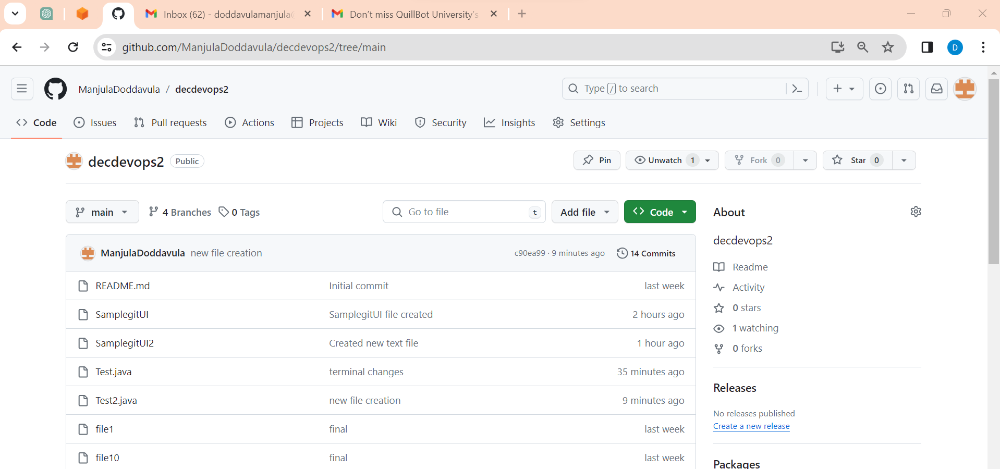 Inbox (62) - doddavulamanjula@
Don't miss QuillBot University's
github.com/ManjulaDoddavula/decdevops2/tree/main
D
ManjulaDoddavula / decdevops2
Type / to search
Code Issues Pull requests Actions Projects Wiki Security Insights Settings
decdevops2 Public
Pin Unwatch 1 Fork 0 Star 0
main 4 Branches 0 Tags Go to file t Add file Code
ManjulaDoddavula new file creation c90ea99 · 9 minutes ago 14 Commits
README.md Initial commit last week
SamplegitUI SamplegitUI file created 2 hours ago
SamplegitUI2 Created new text file 1 hour ago
Test.java terminal changes 35 minutes ago
Test2.java new file creation 9 minutes ago
file1 final last week
file10 final last week
About
decdevops2
Readme
Activity
0 stars
1 watching
0 forks
Releases
No releases published
Create a new release
Packages